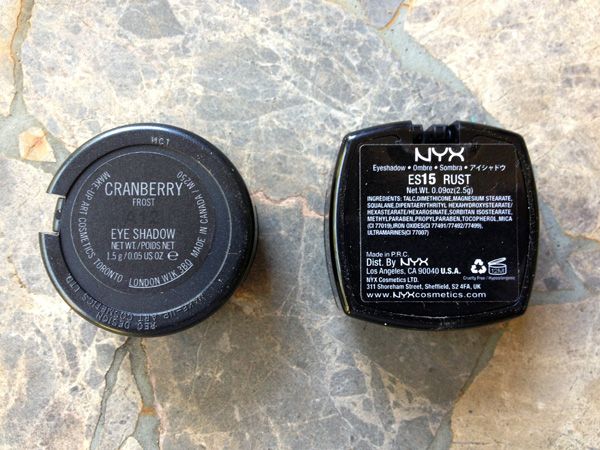 CRANBERRY
FROST
EYE SHADOW
NET WT/POIDS NET
1.5 g / 0.05 US OZ ℮
MAKE-UP ART COSMETICS TORONTO
LONDON W1K 3BQ
MADE IN CANADA/
NYX
Eyeshadow • Ombre • Sombra • アイシャドウ
ES15 RUST
Net Wt. 0.09oz(2.5g)
INGREDIENTS: TALC,DIMETHICONE,MAGNESIUM STEARATE,
SQUALANE,DIPENTAERYTHRITYL HEXAHYDROXYSTEARATE/
HEXASTEARATE/HEXAROSINATE,SORBITAN ISOSTEARATE,
METHYLPARABEN,PROPYLPARABEN,TOCOPHEROL,MICA
(CI 77019),IRON OXIDES(CI 77491/77492/77499),
ULTRAMARINES(CI 77007)
Made in P.R.C.
Dist. By NYX
Los Angeles, CA 90040 U.S.A.
NYX Cosmetics LTD.
311 Shoreham Street, Sheffield, S2 4FA, UK
www.NYXcosmetics.com
Cruelty Free / Hypoallergenic